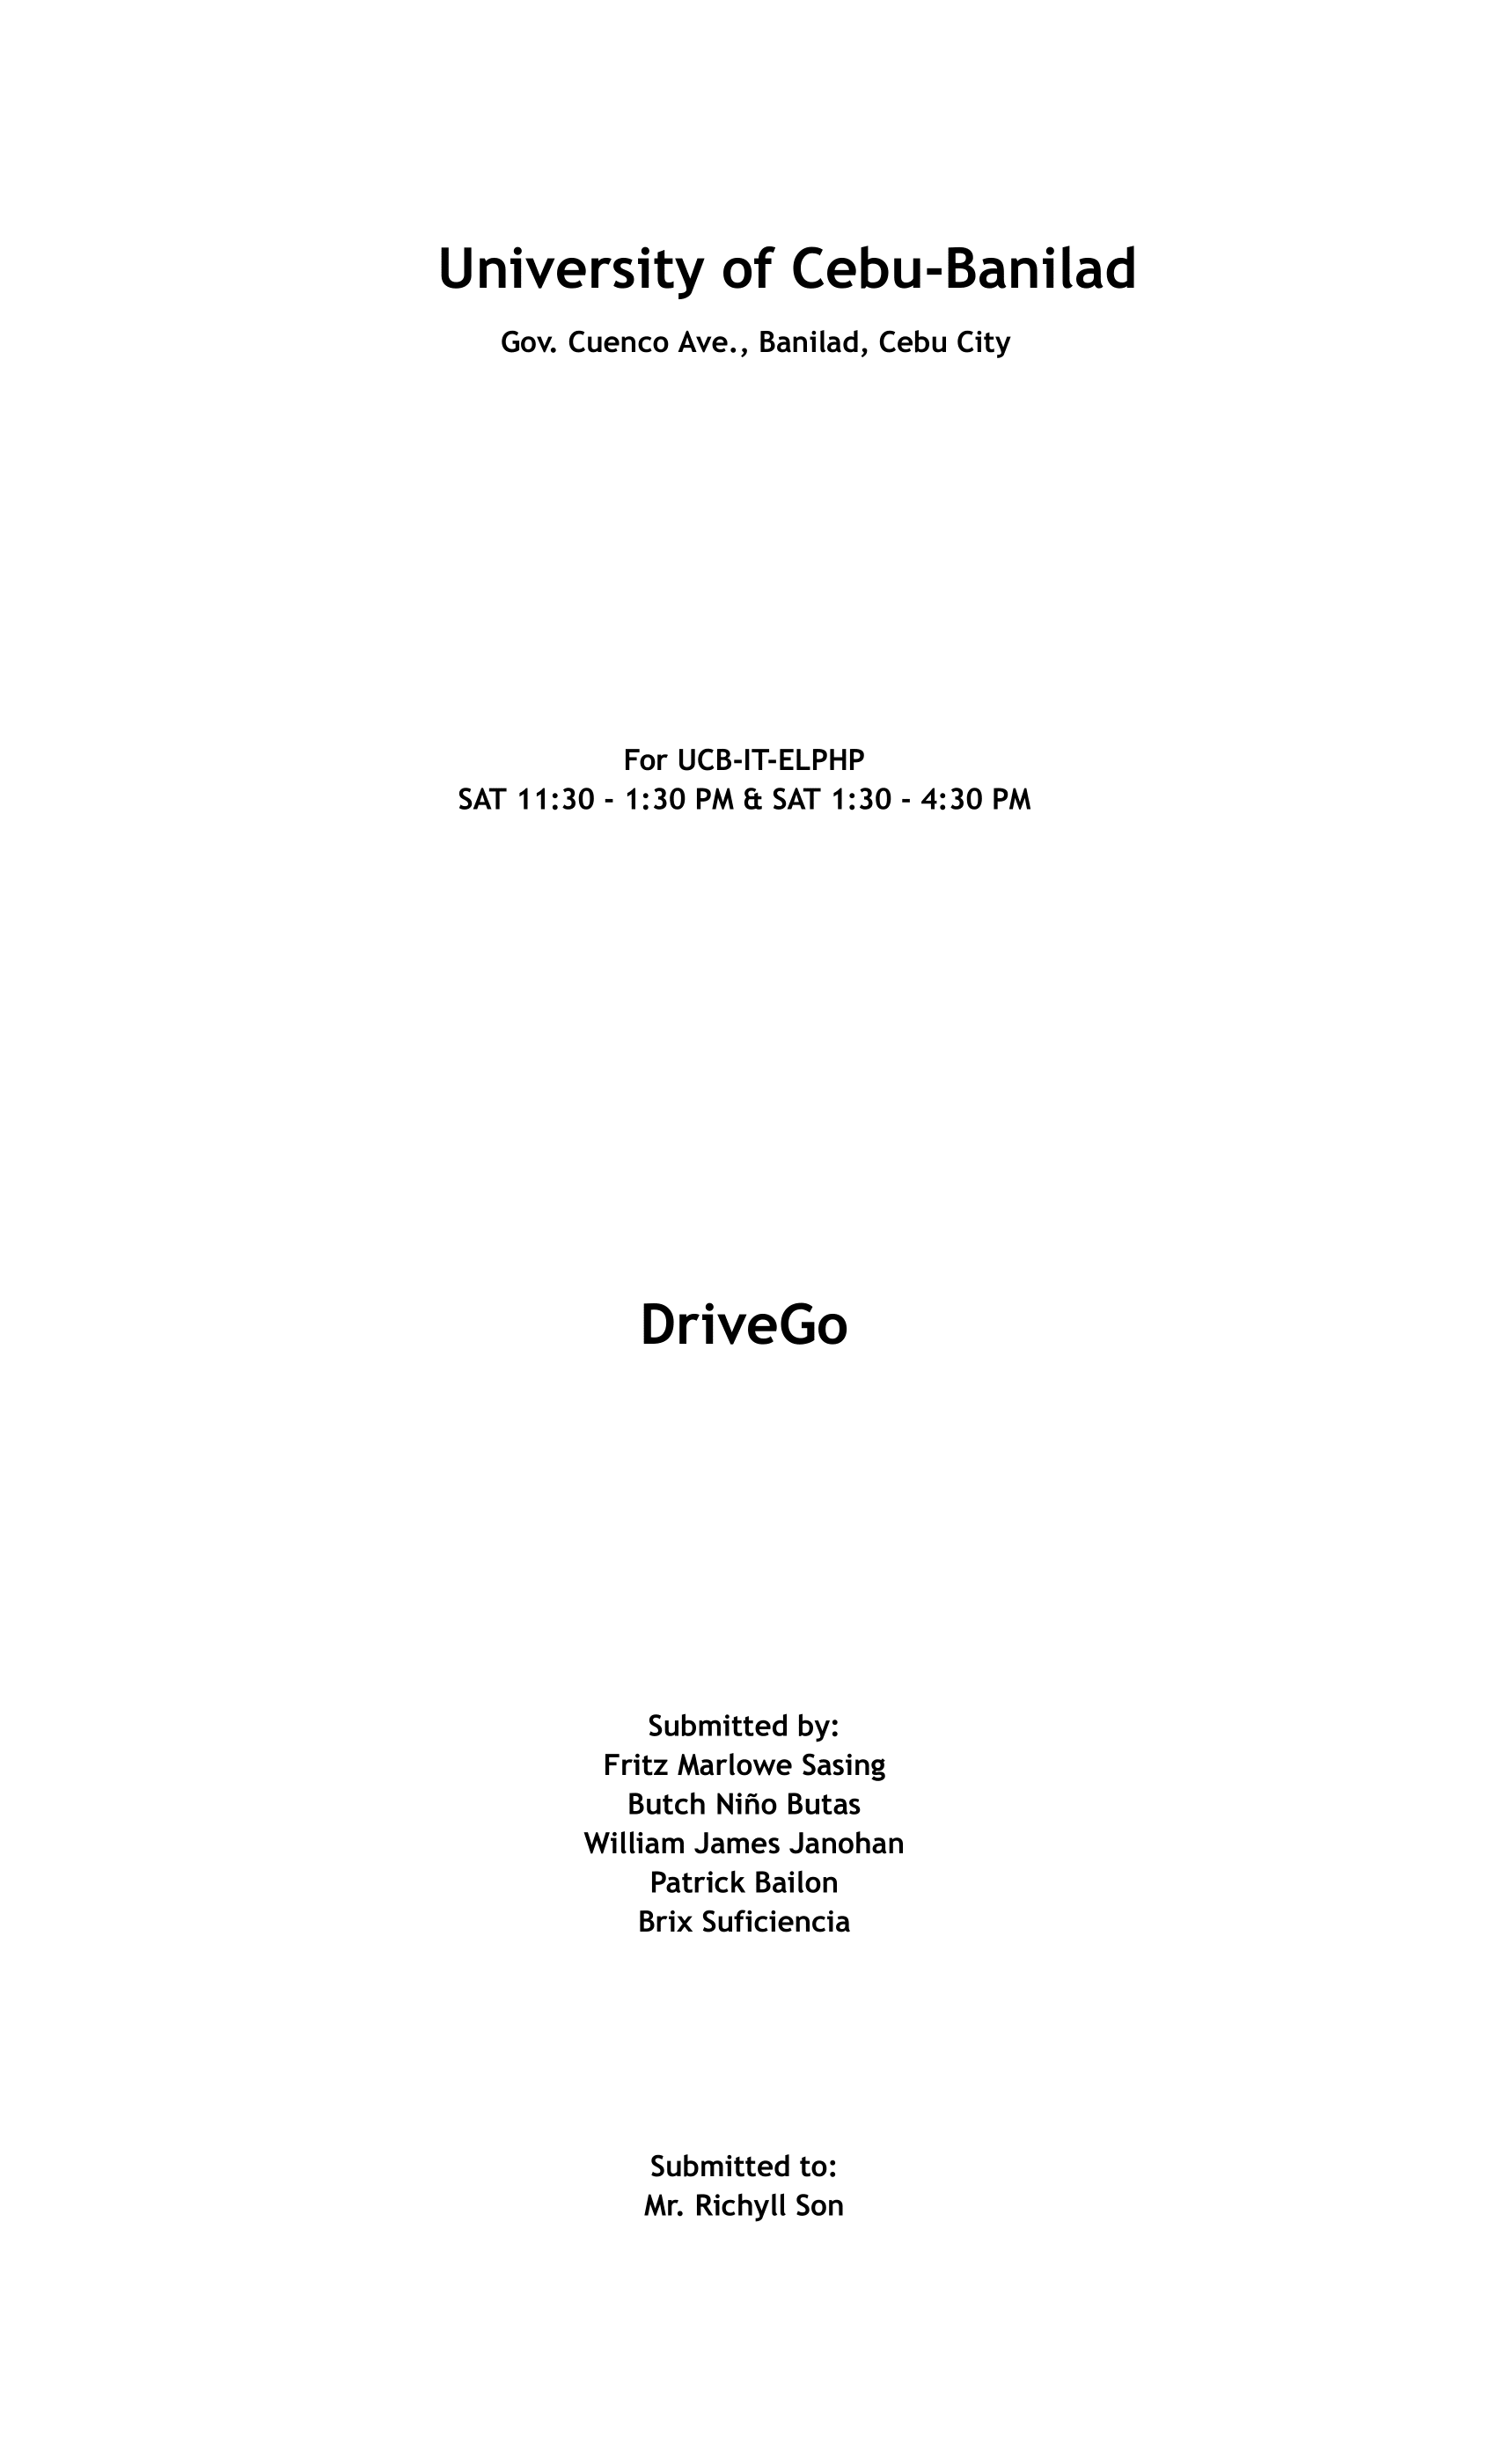 University of Cebu-Banilad
Gov. Cuenco Ave., Banilad, Cebu City
For UCB-IT-ELPHP
SAT 11:30 - 1:30 PM & SAT 1:30 - 4:30 PM
DriveGo
Submitted by:
Fritz Marlowe Sasing
Butch Niño Butas
William James Janohan
Patrick Bailon
Brix Suficiencia
Submitted to:
Mr. Richyll Son